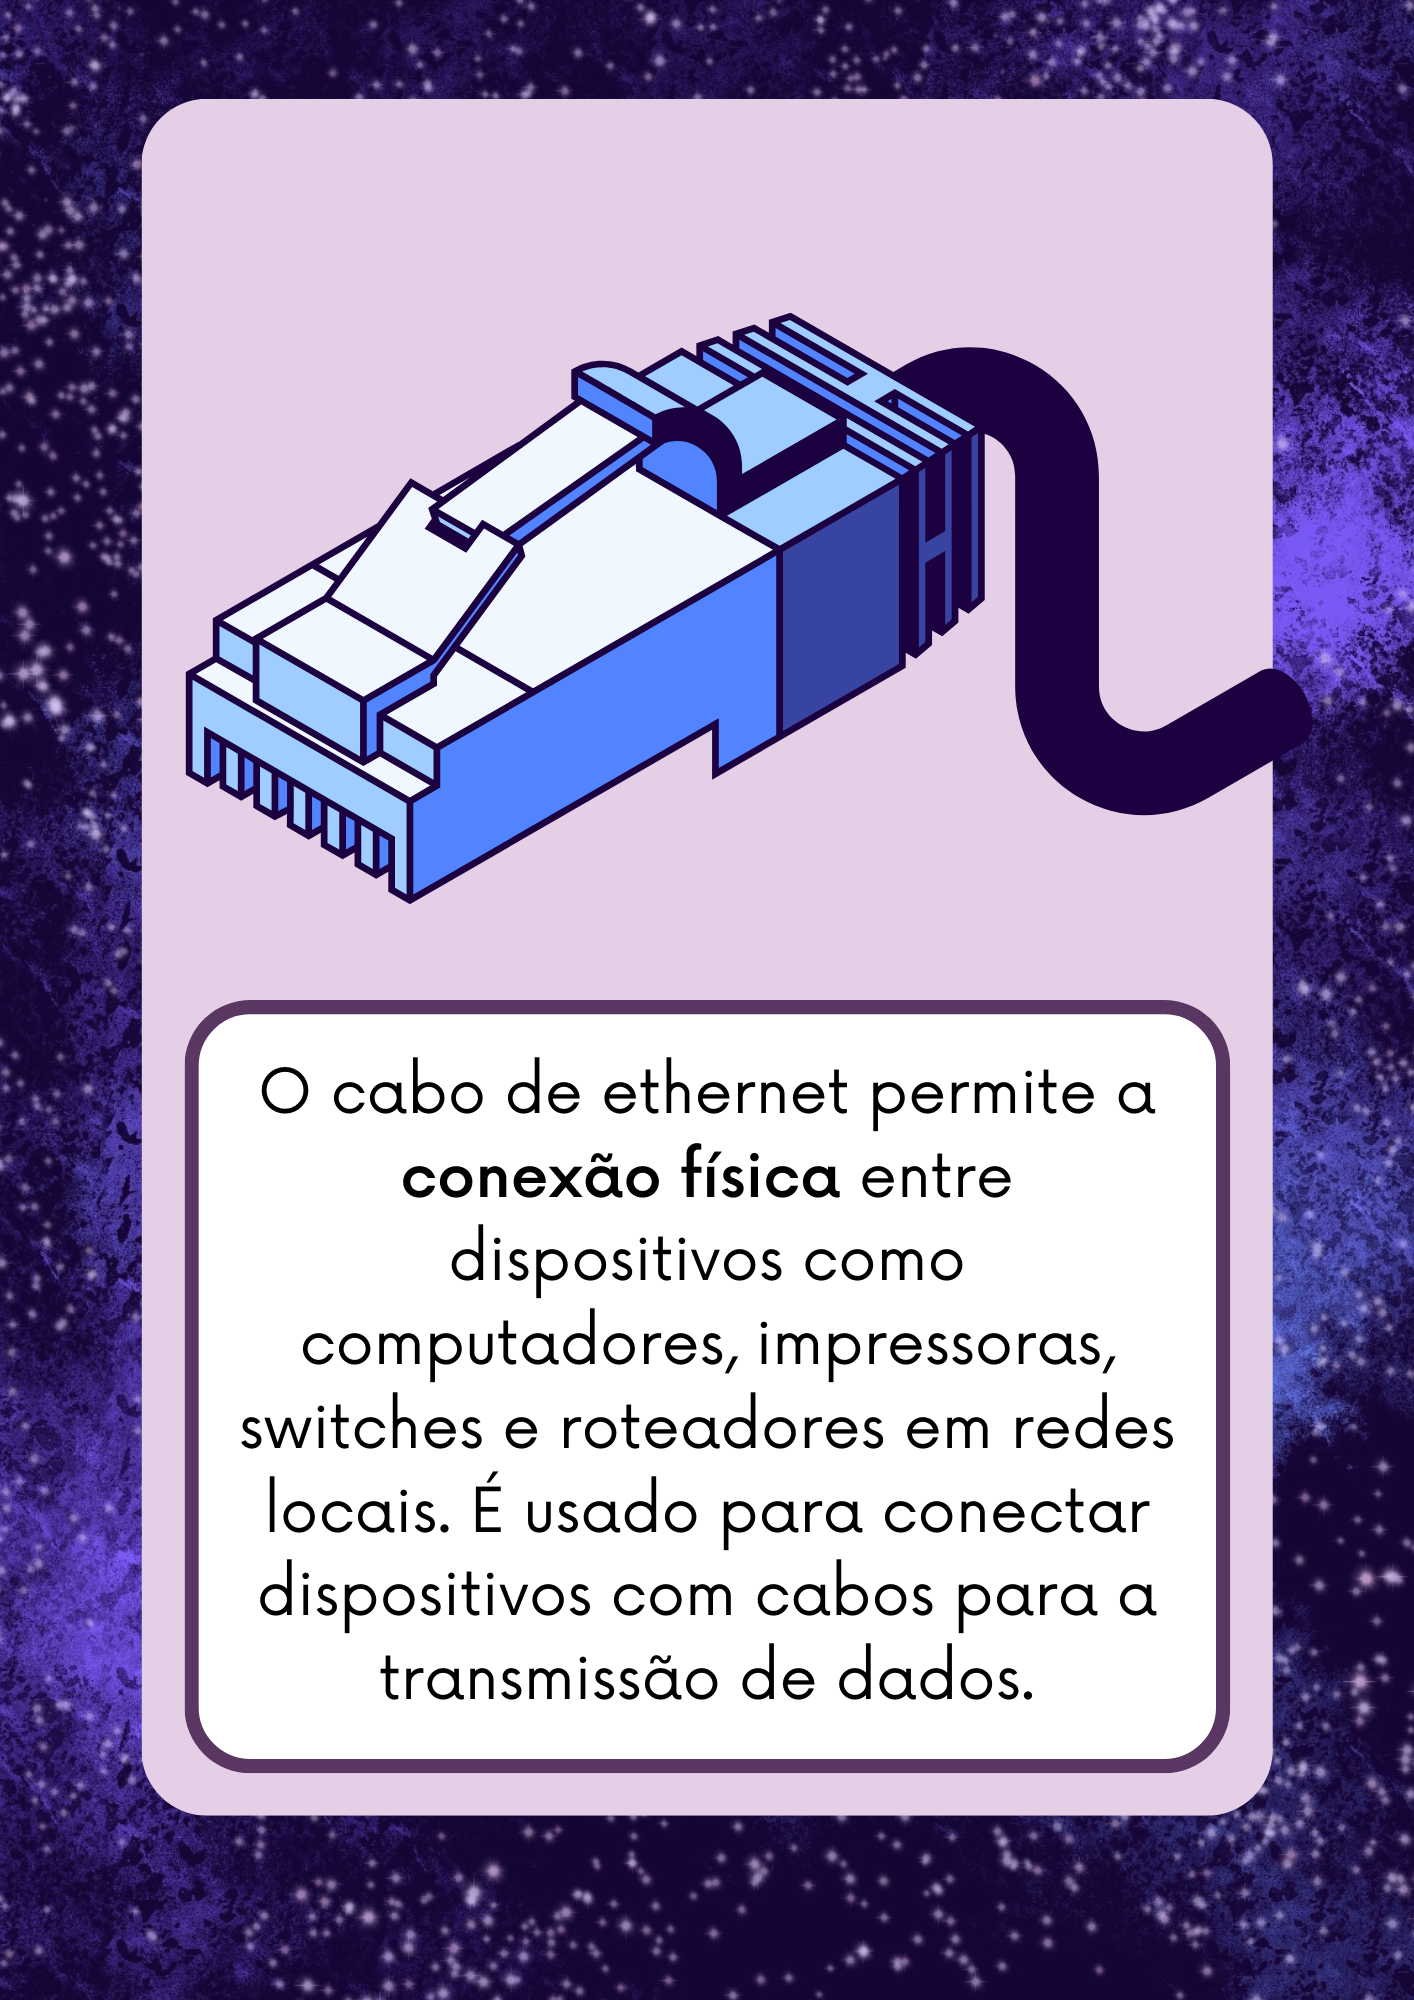 O cabo de ethernet permite a
conexão física entre
dispositivos como
computadores, impressoras,
switches e roteadores em redes
locais. É usado para conectar
dispositivos com cabos para a
transmissão de dados.